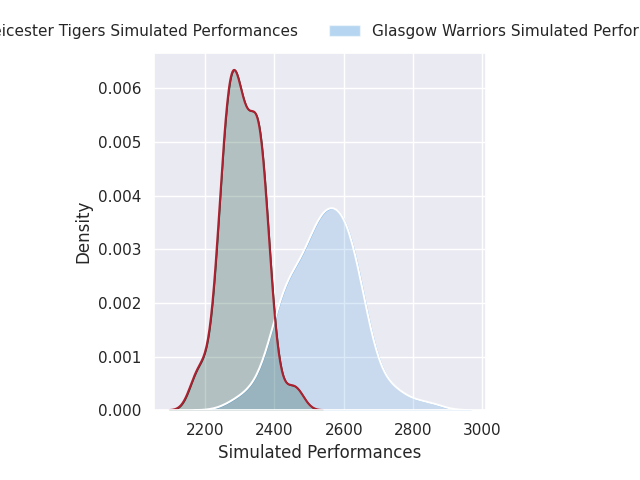 eicester Tigers Simulated Performances Glasgow Warriors Simulated Perfor
0.006
0.005
0.004
0.003
0.002
0.001
0.000
Density
2200 2400 2600 2800 3000
Simulated Performances